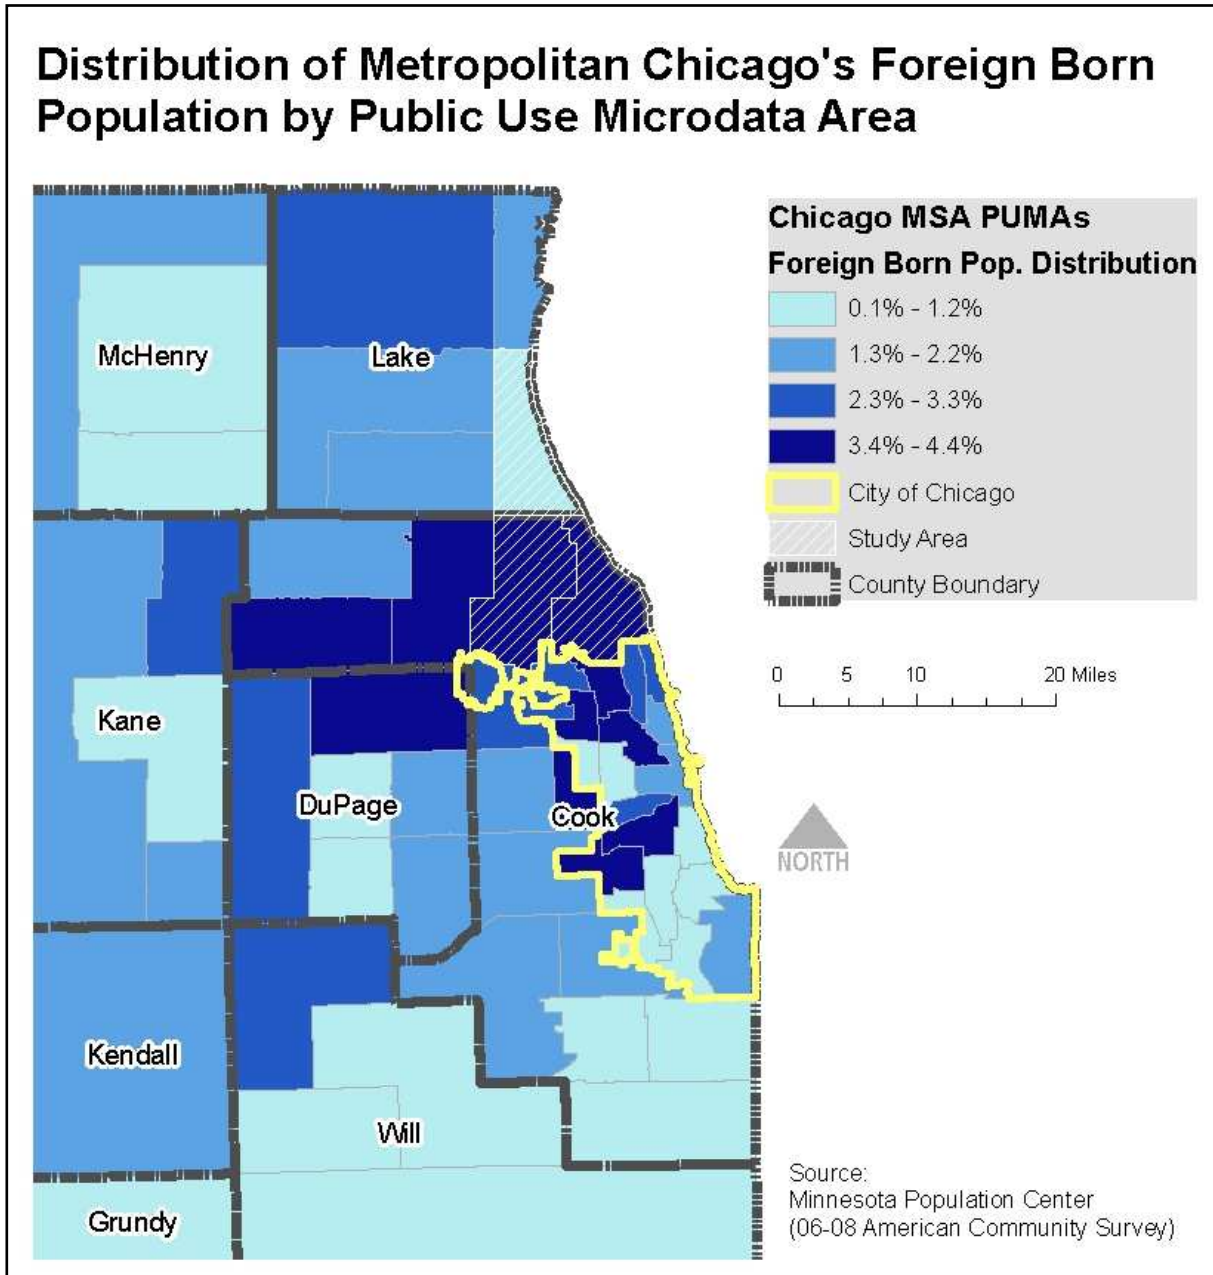 Distribution of Metropolitan Chicago's Foreign Born
Population by Public Use Microdata Area
Chicago MSA PUMAs
Foreign Born Pop. Distribution
0.1% - 1.2%
1.3% - 2.2%
2.3% - 3.3%
3.4% - 4.4%
City of Chicago
Study Area
County Boundary
McHenry
Lake
0 5 10 20 Miles
Kane
DuPage
Cook
NORTH
Kendall
Will
Grundy
Source:
Minnesota Population Center
(06-08 American Community Survey)